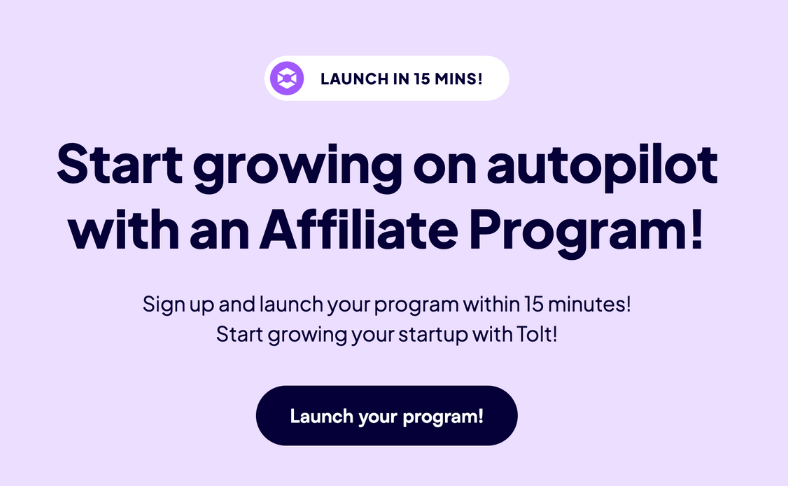 LAUNCH IN 15 MINS!
Start growing on autopilot
with an Affiliate Program!
Sign up and launch your program within 15 minutes!
Start growing your startup with Tolt!
Launch your program!